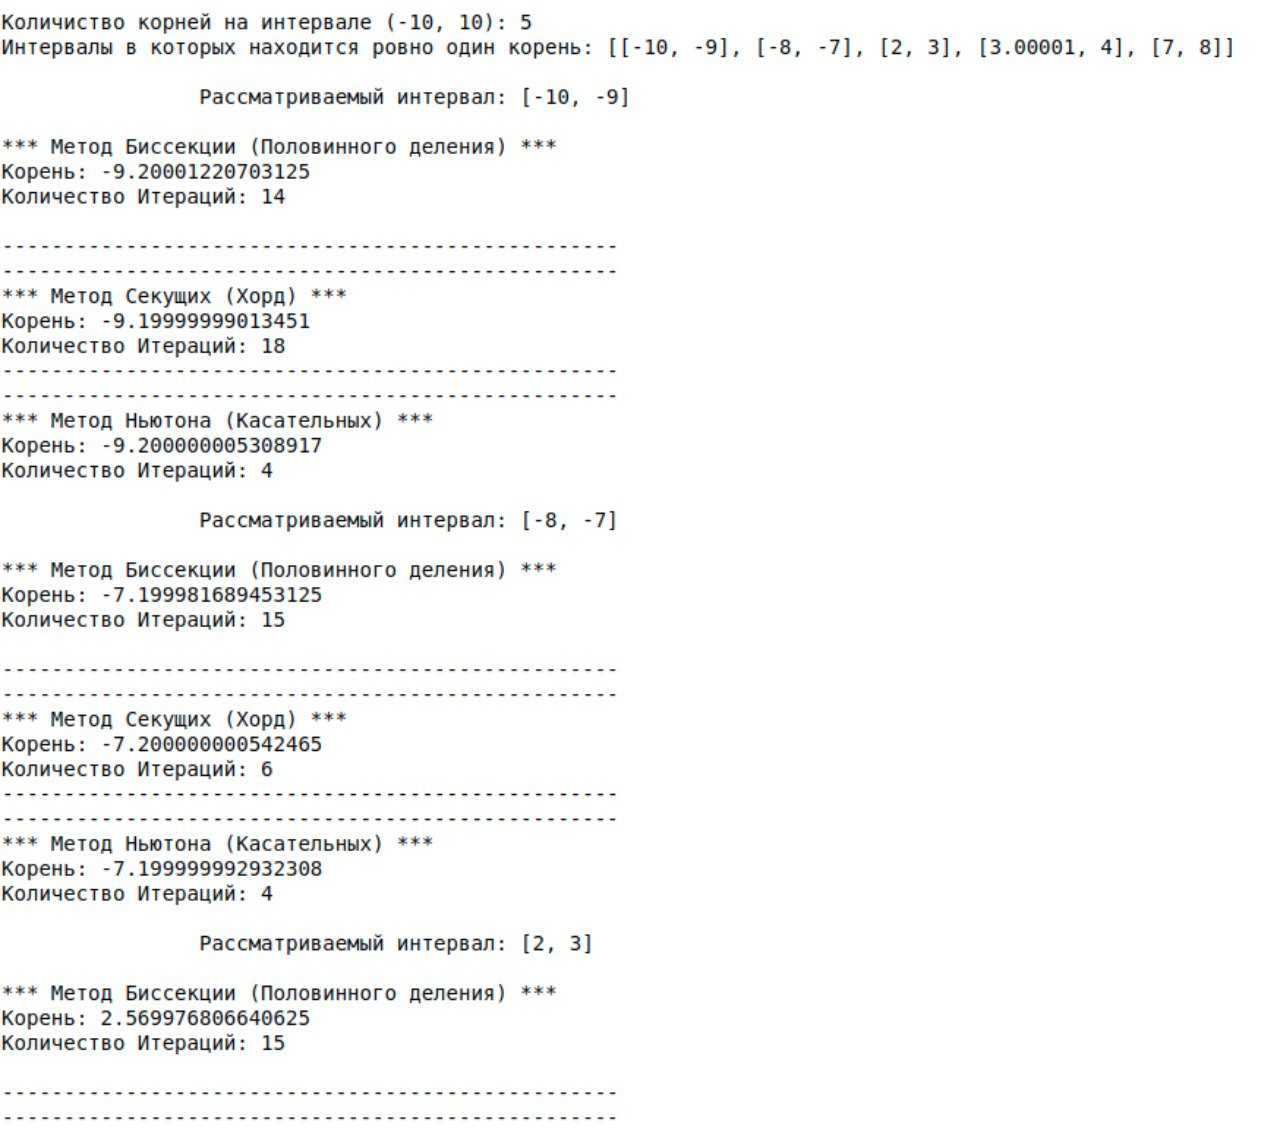 Количиство корней на интервале (-10, 10): 5
Интервалы в которых находится ровно один корень: [[-10, -9], [-8, -7], [2, 3], [3.00001, 4], [7, 8]]
Рассматриваемый интервал: [-10, -9]
*** Метод Биссекции (Половинного деления) ***
Корень: -9.20001220703125
Количество Итераций: 14
--------------------------------------------------
--------------------------------------------------
*** Метод Секущих (Хорд) ***
Корень: -9.19999999013451
Количество Итераций: 18
--------------------------------------------------
--------------------------------------------------
*** Метод Ньютона (Касательных) ***
Корень: -9.200000005308917
Количество Итераций: 4
Рассматриваемый интервал: [-8, -7]
*** Метод Биссекции (Половинного деления) ***
Корень: -7.199981689453125
Количество Итераций: 15
--------------------------------------------------
--------------------------------------------------
*** Метод Секущих (Хорд) ***
Корень: -7.200000000542465
Количество Итераций: 6
--------------------------------------------------
--------------------------------------------------
*** Метод Ньютона (Касательных) ***
Корень: -7.199999992932308
Количество Итераций: 4
Рассматриваемый интервал: [2, 3]
*** Метод Биссекции (Половинного деления) ***
Корень: 2.569976806640625
Количество Итераций: 15
--------------------------------------------------
--------------------------------------------------